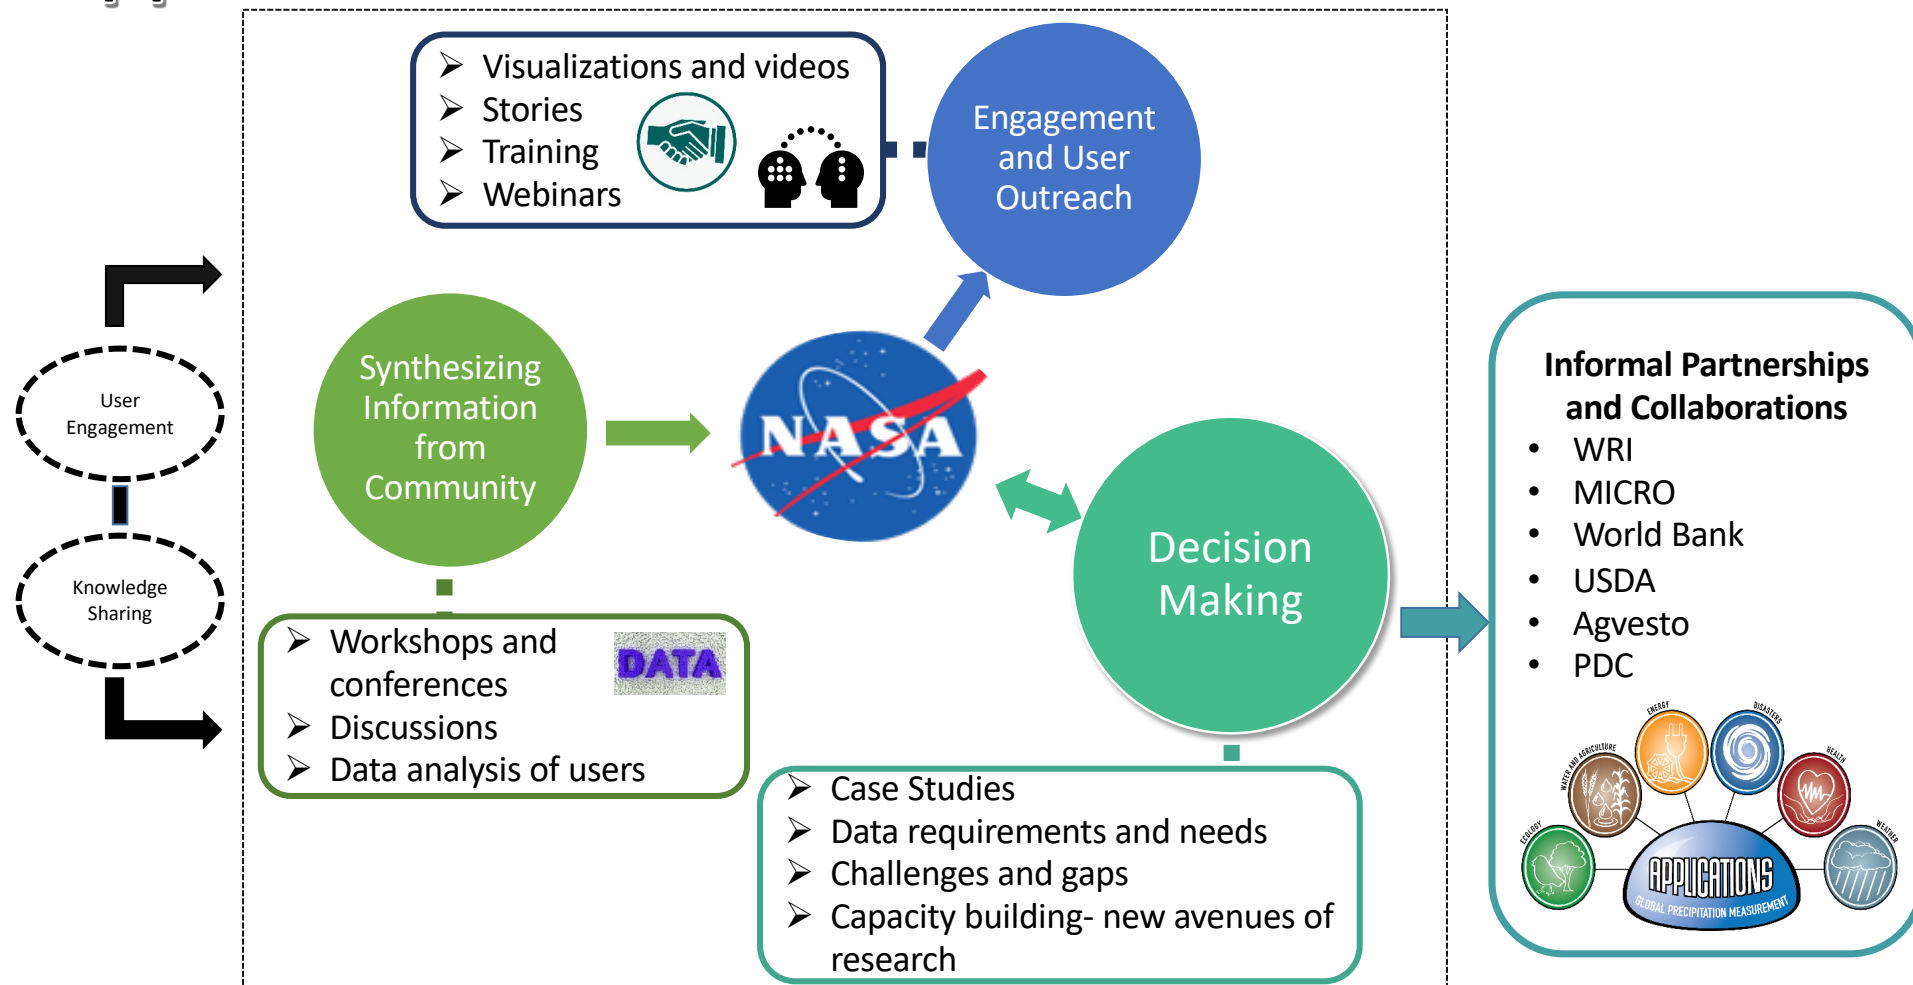 ➢ Visualizations and videos
➢ Stories
➢ Training
➢ Webinars
Engagement
and User
Outreach
User
Engagement
Knowledge
Sharing
Synthesizing
Information
from
Community
NASA
Decision
Making
➢ Workshops and
conferences
➢ Discussions
➢ Data analysis of users
DATA
➢ Case Studies
➢ Data requirements and needs
➢ Challenges and gaps
➢ Capacity building- new avenues of
research
Informal Partnerships
and Collaborations
• WRI
• MICRO
• World Bank
• USDA
• Agvesto
• PDC
ECOLOGY
WATER AND AGRICULTURE
ENERGY
DISASTERS
HEALTH
WEATHER
APPLICATIONS
GLOBAL PRECIPITATION MEASUREMENT